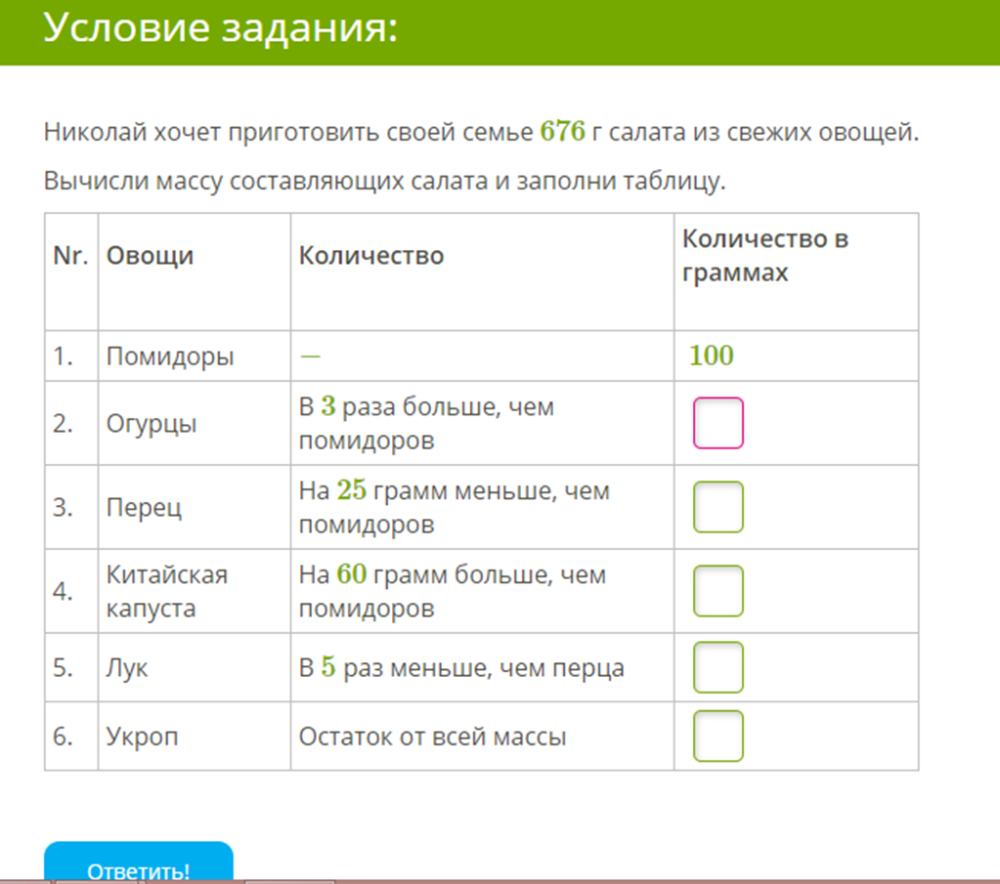 Условие задания:
Николай хочет приготовить своей семье 676 г салата из свежих овощей.
Вычисли массу составляющих салата и заполни таблицу.
Nr. Овощи Количество Количество в граммах
1. Помидоры — 100
2. Огурцы В 3 раза больше, чем
помидоров
3. Перец На 25 грамм меньше, чем
помидоров
4. Китайская капуста На 60 грамм больше, чем
помидоров
5. Лук В 5 раз меньше, чем перца
6. Укроп Остаток от всей массы
Ответить!